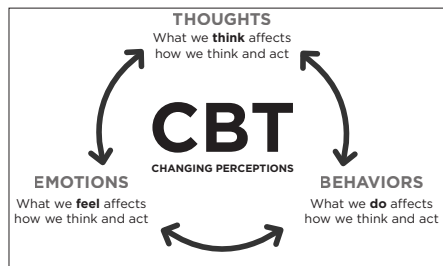 THOUGHTS
What we think affects
how we think and act
CBT
CHANGING PERCEPTIONS
EMOTIONS
What we feel affects
how we think and act
BEHAVIORS
What we do affects
how we think and act